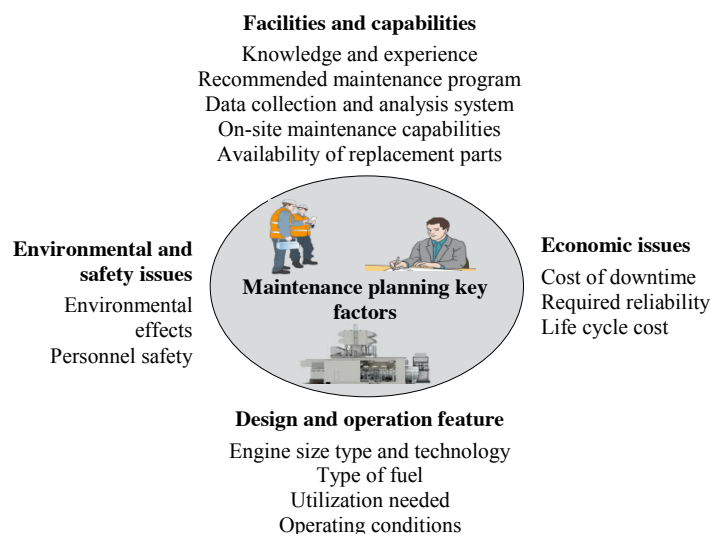 Facilities and capabilities
Knowledge and experience
Recommended maintenance program
Data collection and analysis system
On-site maintenance capabilities
Availability of replacement parts
Environmental and
safety issues
Environmental
effects
Personnel safety
Maintenance planning key
factors
Economic issues
Cost of downtime
Required reliability
Life cycle cost
Design and operation feature
Engine size type and technology
Type of fuel
Utilization needed
Operating conditions